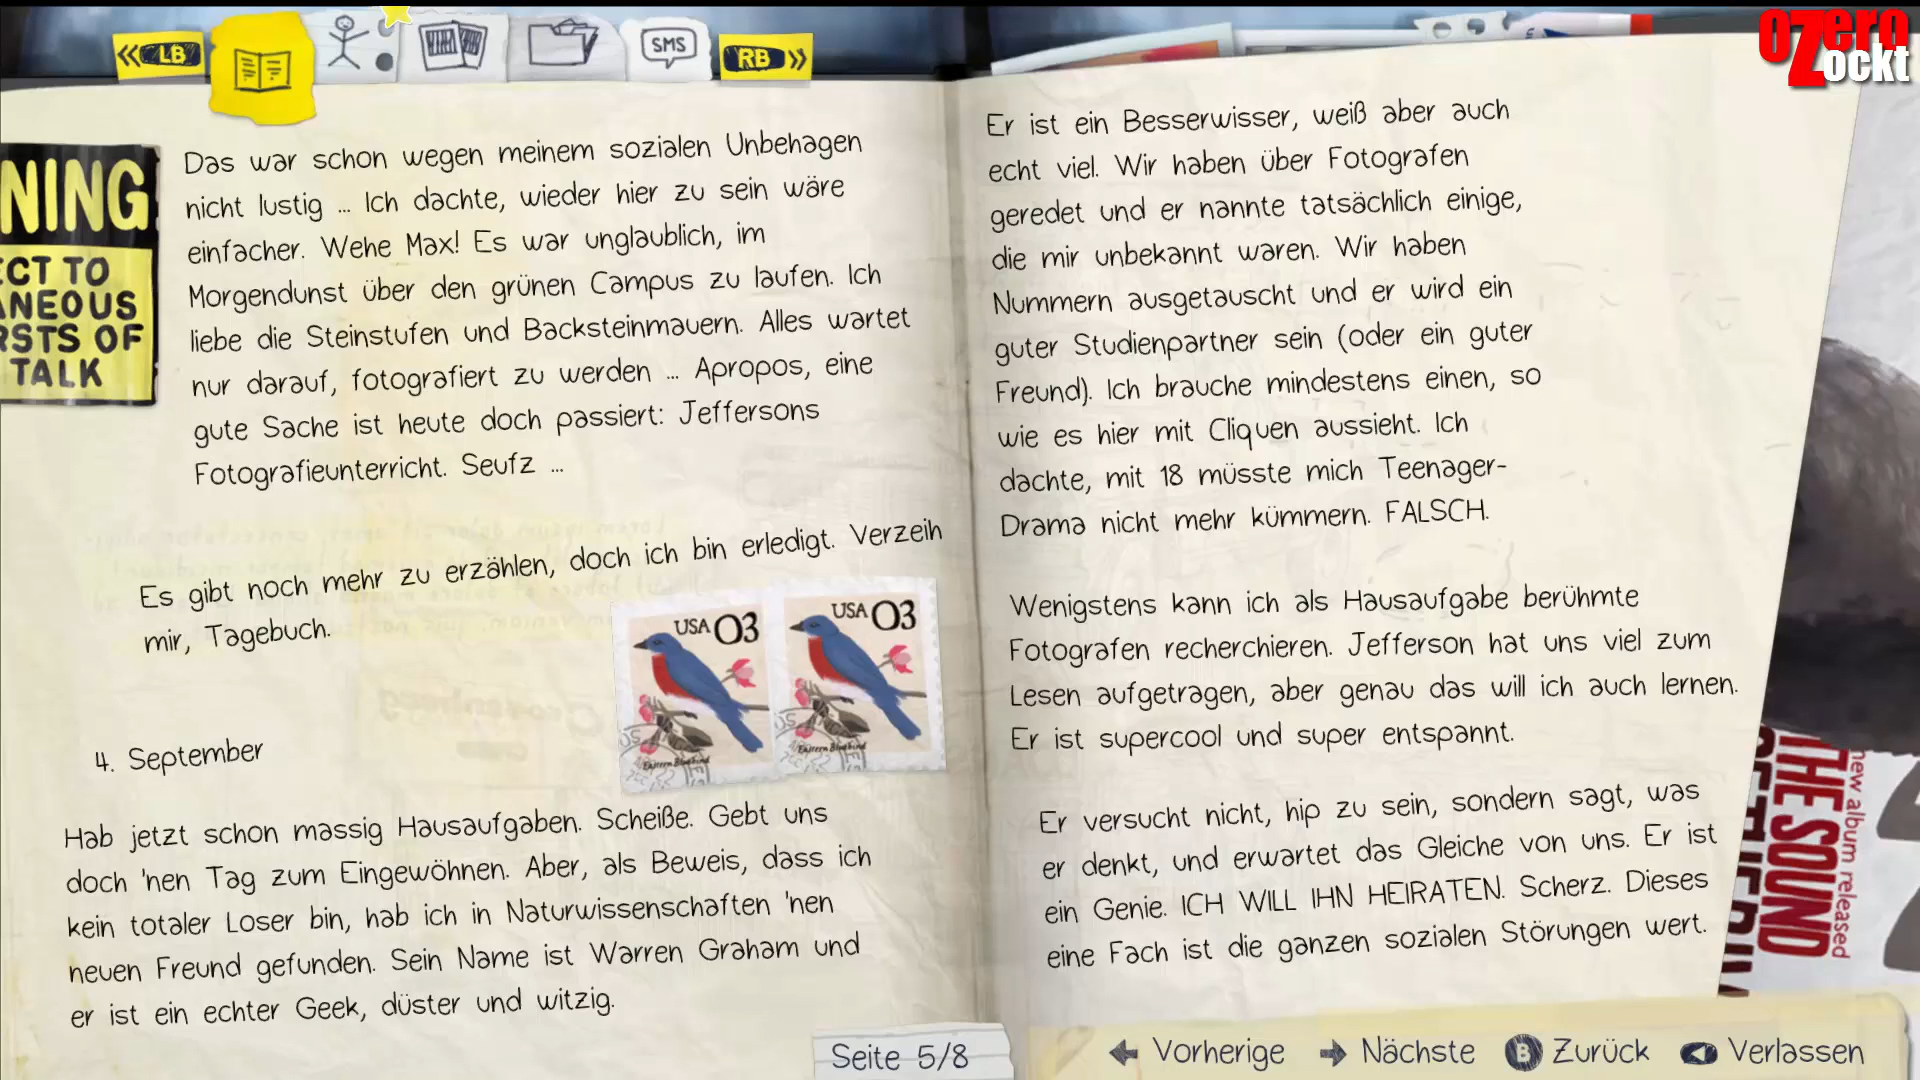 LB
SMS
RB
OZero
Zockt
NING
ECT TO
ANEOUS
RSTS OF
TALK
Das war schon wegen meinem sozialen Unbehagen
nicht lustig ... Ich dachte, wieder hier zu sein wäre
einfacher. Wehe Max! Es war unglaublich, im
Morgendunst über den grünen Campus zu laufen. Ich
liebe die Steinstufen und Backsteinmauern. Alles wartet
nur darauf, fotografiert zu werden ... Apropos, eine
gute Sache ist heute doch passiert: Jeffersons
Fotografieunterricht. Seufz ...
Es gibt noch mehr zu erzählen, doch ich bin erledigt. Verzeih
mir, Tagebuch.
USA 03
Eastern Bluebird
USA 03
Eastern Bluebird
4. September
Hab jetzt schon massig Hausaufgaben. Scheiße. Gebt uns
doch 'nen Tag zum Eingewöhnen. Aber, als Beweis, dass ich
kein totaler Loser bin, hab ich in Naturwissenschaften 'nen
neuen Freund gefunden. Sein Name ist Warren Graham und
er ist ein echter Geek, düster und witzig.
Er ist ein Besserwisser, weiß aber auch
echt viel. Wir haben über Fotografen
geredet und er nannte tatsächlich einige,
die mir unbekannt waren. Wir haben
Nummern ausgetauscht und er wird ein
guter Studienpartner sein (oder ein guter
Freund). Ich brauche mindestens einen, so
wie es hier mit Cliquen aussieht. Ich
dachte, mit 18 müsste mich Teenager-
Drama nicht mehr kümmern. FALSCH.
Wenigstens kann ich als Hausaufgabe berühmte
Fotografen recherchieren. Jefferson hat uns viel zum
Lesen aufgetragen, aber genau das will ich auch lernen.
Er ist supercool und super entspannt.
Er versucht nicht, hip zu sein, sondern sagt, was
er denkt, und erwartet das Gleiche von uns. Er ist
ein Genie. ICH WILL IHN HEIRATEN. Scherz. Dieses
eine Fach ist die ganzen sozialen Störungen wert.
new album released
THE SOUND
Seite 5/8
Vorherige
Nächste
B Zurück
Verlassen